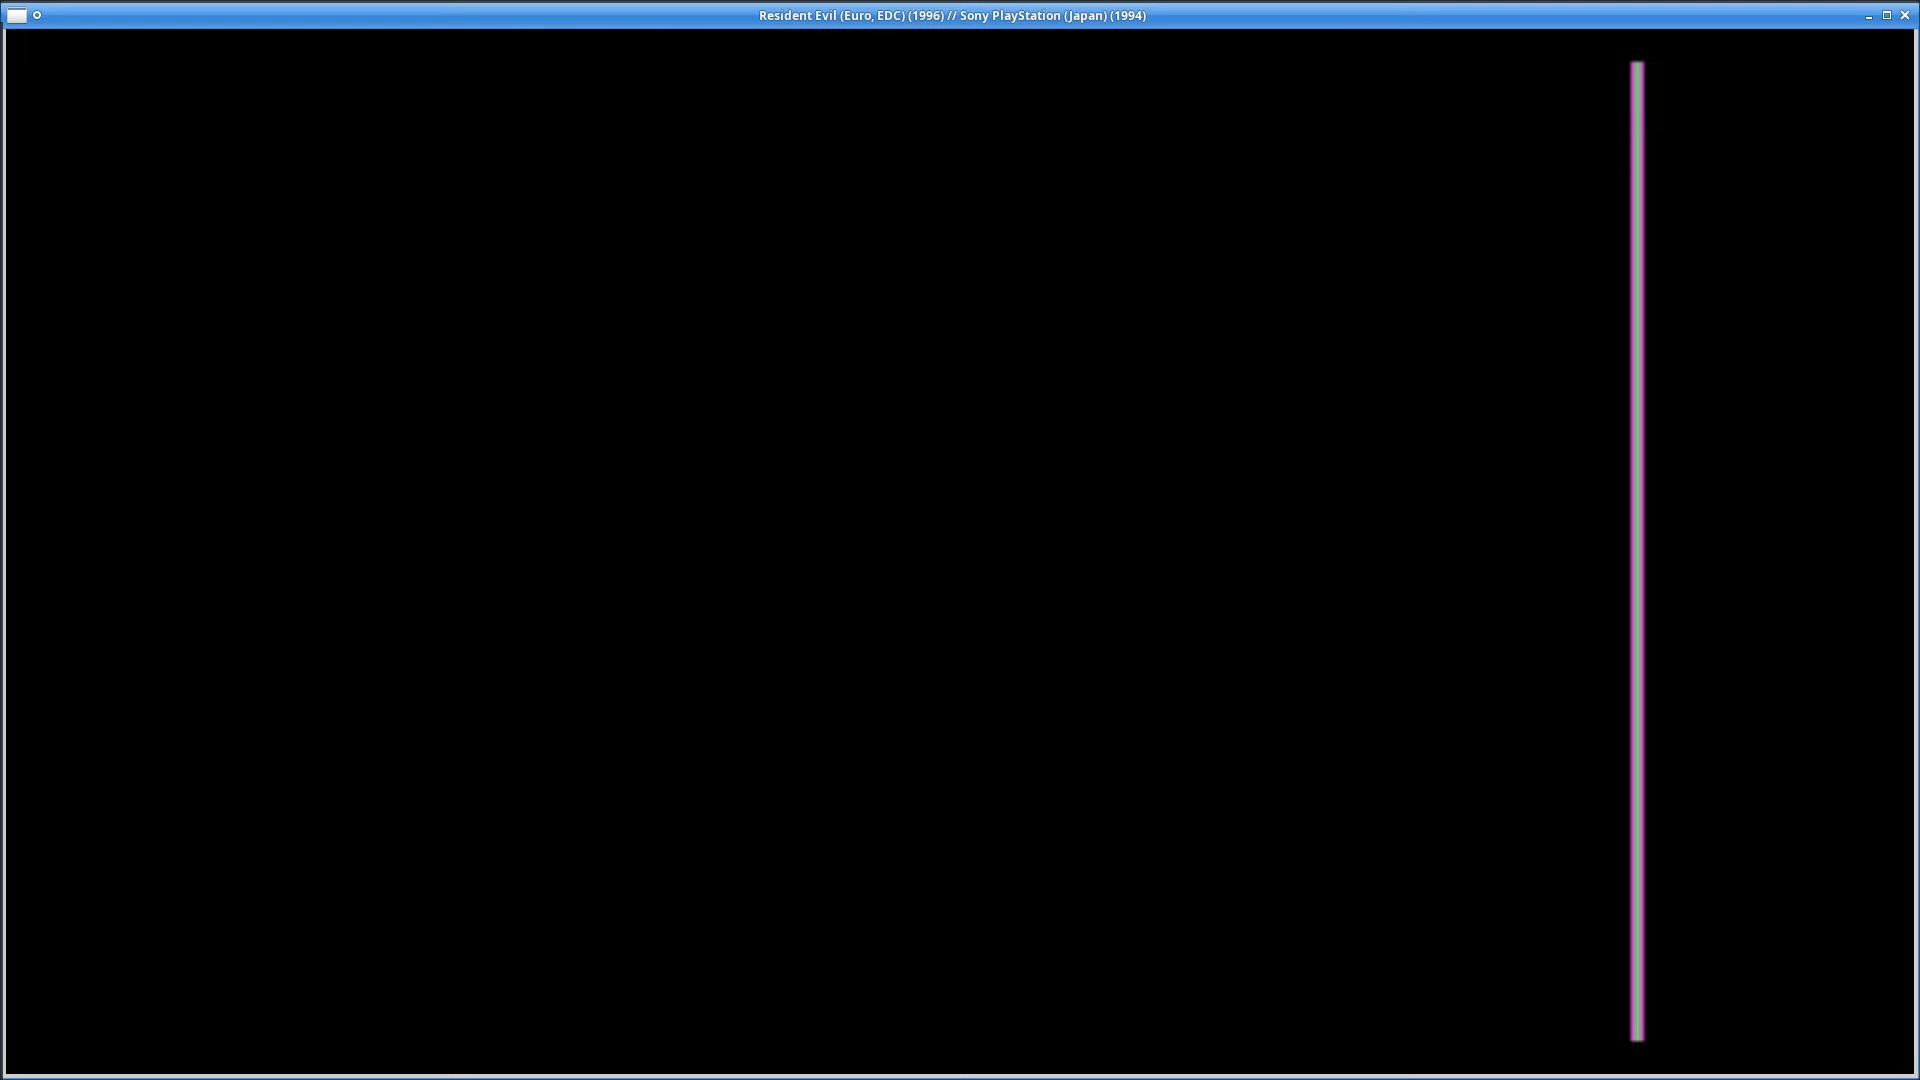 Resident Evil (Euro, EDC) (1996) // Sony PlayStation (Japan) (1994)